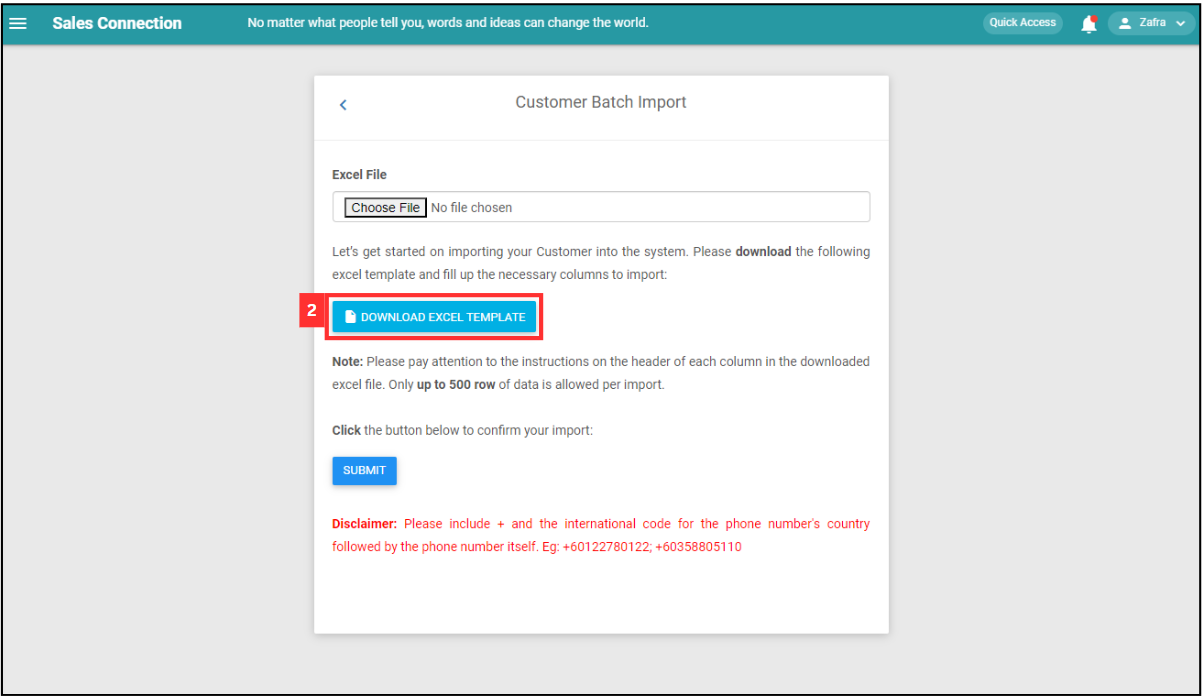 Sales Connection No matter what people tell you, words and ideas can change the world. Quick Access Zafra
Customer Batch Import
Excel File
Choose File No file chosen
Let's get started on importing your Customer into the system. Please download the following
excel template and fill up the necessary columns to import:
2 DOWNLOAD EXCEL TEMPLATE
Note: Please pay attention to the instructions on the header of each column in the downloaded
excel file. Only up to 500 row of data is allowed per import.
Click the button below to confirm your import:
SUBMIT
Disclaimer: Please include + and the international code for the phone number's country
followed by the phone number itself. Eg: +60122780122; +60358805110